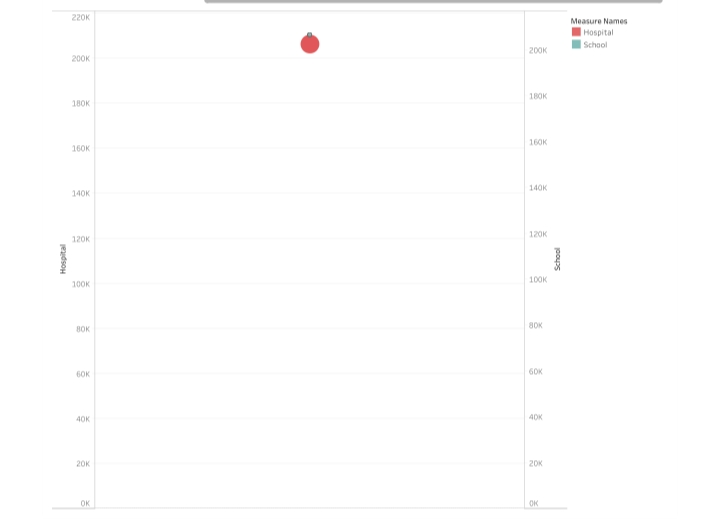 220K
200K
180K
160K
140K
120K
100K
80K
60K
40K
20K
0K
Hospital
200K
180K
160K
140K
120K
100K
80K
60K
40K
20K
0K
School
Measure Names
Hospital
School